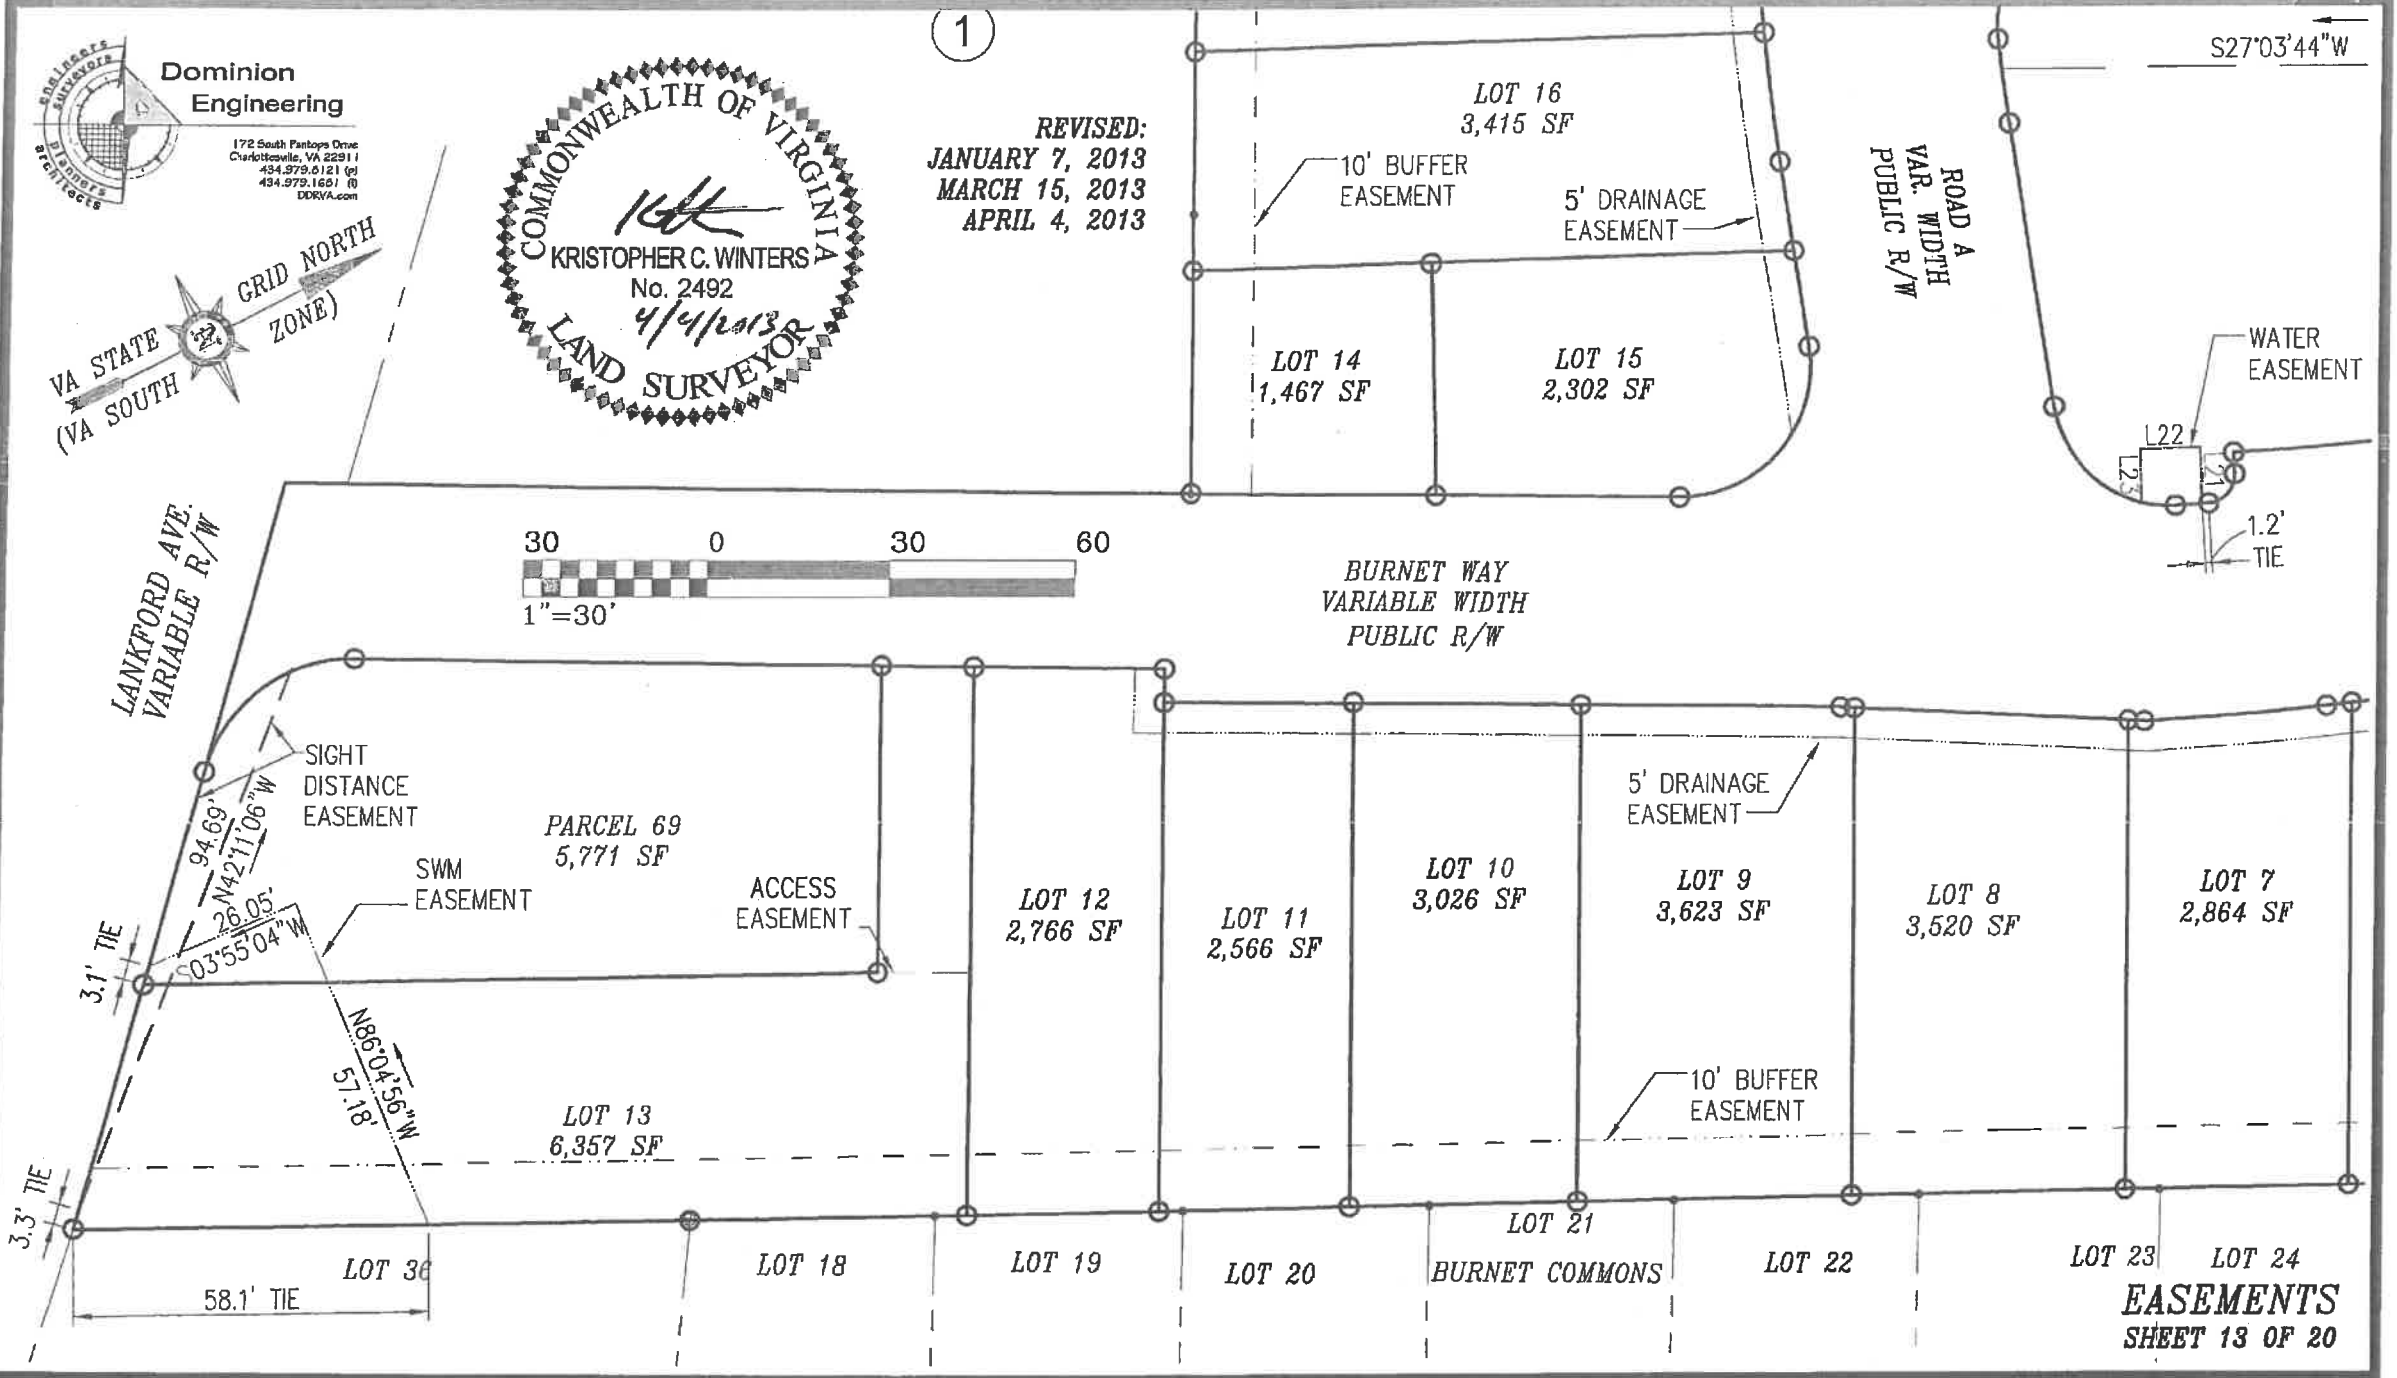 engineers
surveyors
planners
architects
Dominion
Engineering
172 South Pantops Drive
Charlottesville, VA 22911
434.979.8121 (p)
434.979.1681 (f)
DDRVA.com
VA STATE GRID NORTH
(VA SOUTH ZONE)
COMMONWEALTH OF VIRGINIA
KRISTOPHER C. WINTERS
No. 2492
4/4/2013
LAND SURVEYOR
1
REVISED:
JANUARY 7, 2013
MARCH 15, 2013
APRIL 4, 2013
LOT 16
3,415 SF
10' BUFFER
EASEMENT
5' DRAINAGE
EASEMENT
LOT 14
1,467 SF
LOT 15
2,302 SF
ROAD A
VAR. WIDTH
PUBLIC R/W
S27°03'44"W
WATER
EASEMENT
L22
L23
L21
1.2'
TIE
LANKFORD AVE.
VARIABLE R/W
30 0 30 60
1"=30'
BURNET WAY
VARIABLE WIDTH
PUBLIC R/W
SIGHT
DISTANCE
EASEMENT
94.69'
N42°11'06"W
26.05'
S03°55'04"W
3.1' TIE
SWM
EASEMENT
PARCEL 69
5,771 SF
ACCESS
EASEMENT
LOT 12
2,766 SF
LOT 11
2,566 SF
LOT 10
3,026 SF
5' DRAINAGE
EASEMENT
LOT 9
3,623 SF
LOT 8
3,520 SF
LOT 7
2,864 SF
N86°04'56"W
57.18'
LOT 13
6,357 SF
10' BUFFER
EASEMENT
3.3' TIE
LOT 36
58.1' TIE
LOT 18
LOT 19
LOT 20
LOT 21
BURNET COMMONS
LOT 22
LOT 23
LOT 24
EASEMENTS
SHEET 13 OF 20